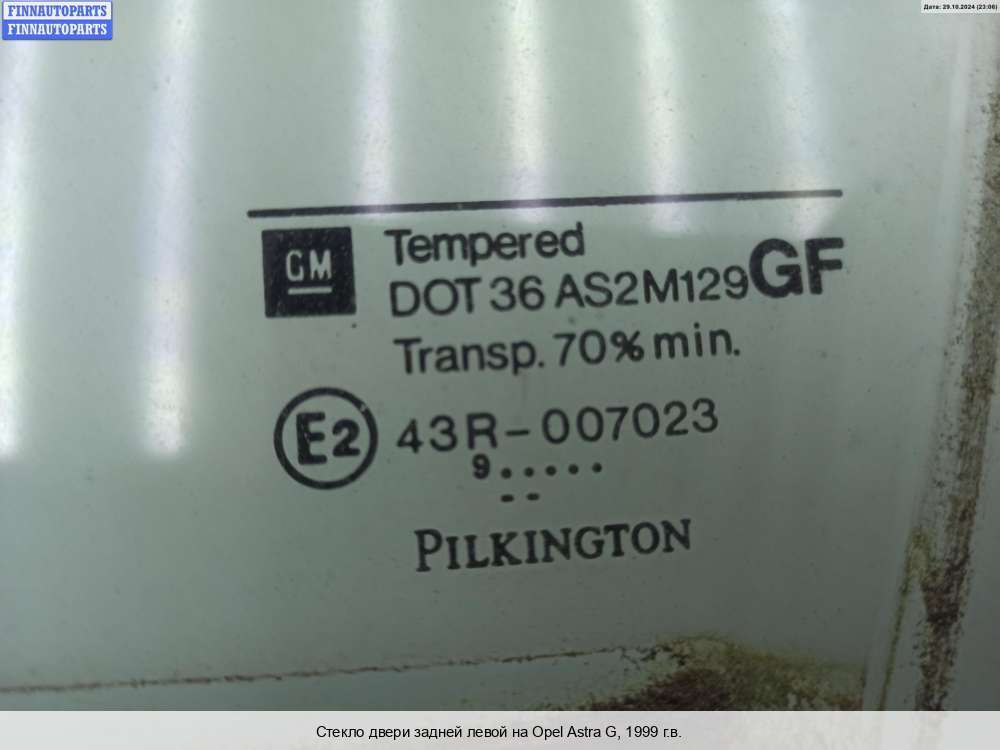 FINNAUTOPARTS
FINNAUTOPARTS
Дата: 29.10.2024 (23:06)
GM
Tempered
DOT 36 AS2M129GF
Transp. 70% min.
E2 43R-007023
9.....
--
PILKINGTON
Стекло двери задней левой на Opel Astra G, 1999 г.в.